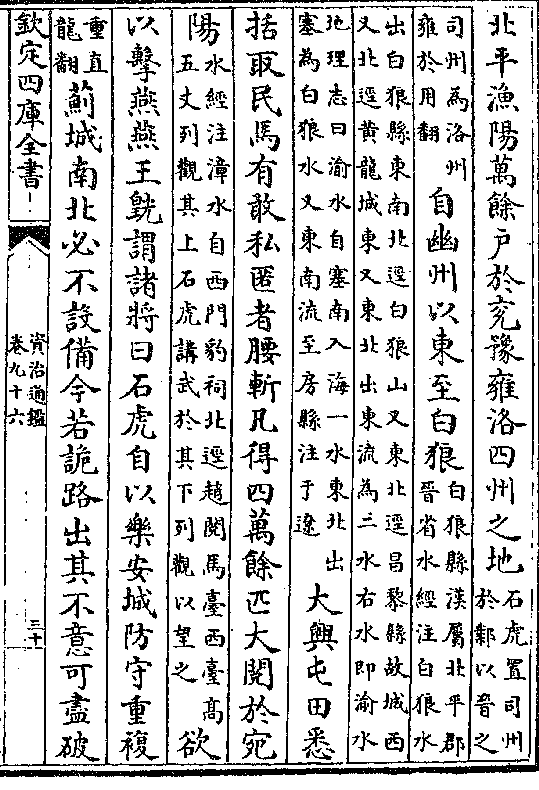 北平漁陽萬餘戸於兗豫雍洛四州之地石虎置司州
於鄴以晉之
司州為洛州
雍於用翻
自幽州以東至白狼白狼縣漢屬北平郡
晉省水經注白狼水
出白狼縣東南北逕白狼山又東北逕昌黎縣故城西
又北逕黄龍城東又東北出東流為三水右水即渝水
地理志曰渝水自塞南入海一水東北出
塞為白狼水又東南流至房縣注于遼
大興屯田悉
括取民馬有敢私匿者腰斬凡得四萬餘匹大閱於宛
陽水經注漳水自西門豹祠北逕趙閱馬臺西臺高
五丈列觀其上石虎講武於其下列觀以望之
欲
以擊燕燕王皝謂諸將曰石虎自以樂安城防守重複
重直
龍翻
薊城南北必不設備今若詭路出其不意可盡破
欽定四庫全書
資治通鑑
卷九十六
三十